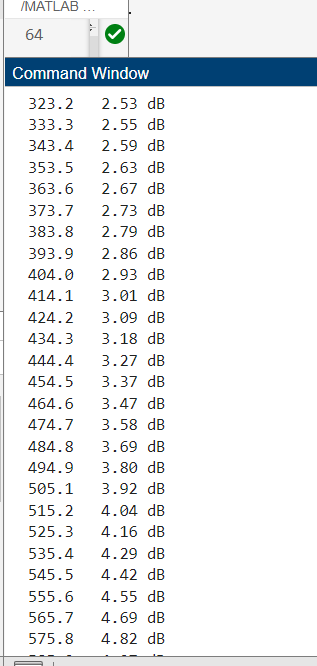 /MATLAB ...
64
Command Window
323.2 2.53 dB
333.3 2.55 dB
343.4 2.59 dB
353.5 2.63 dB
363.6 2.67 dB
373.7 2.73 dB
383.8 2.79 dB
393.9 2.86 dB
404.0 2.93 dB
414.1 3.01 dB
424.2 3.09 dB
434.3 3.18 dB
444.4 3.27 dB
454.5 3.37 dB
464.6 3.47 dB
474.7 3.58 dB
484.8 3.69 dB
494.9 3.80 dB
505.1 3.92 dB
515.2 4.04 dB
525.3 4.16 dB
535.4 4.29 dB
545.5 4.42 dB
555.6 4.55 dB
565.7 4.69 dB
575.8 4.82 dB